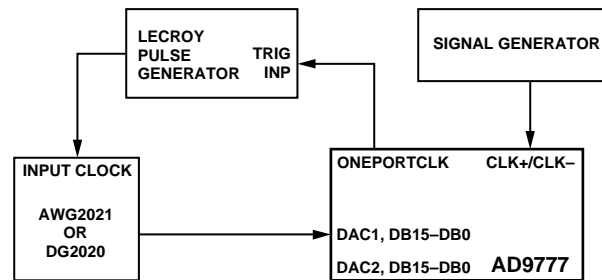 LECROY
PULSE
GENERATOR
TRIG
INP
SIGNAL GENERATOR
INPUT CLOCK
AWG2021
OR
DG2020
ONEPORTCLK CLK+/CLK–
DAC1, DB15–DB0
DAC2, DB15–DB0 AD9777